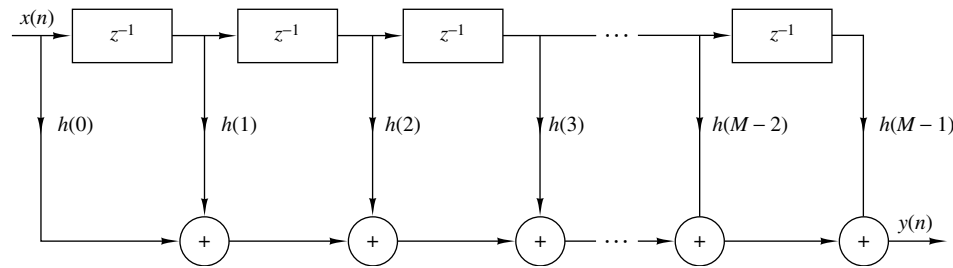 x(n)
z⁻¹ z⁻¹ z⁻¹ ⋯ z⁻¹
h(0) h(1) h(2) h(3) h(M – 2) h(M – 1)
y(n)
+ + + ⋯ + +